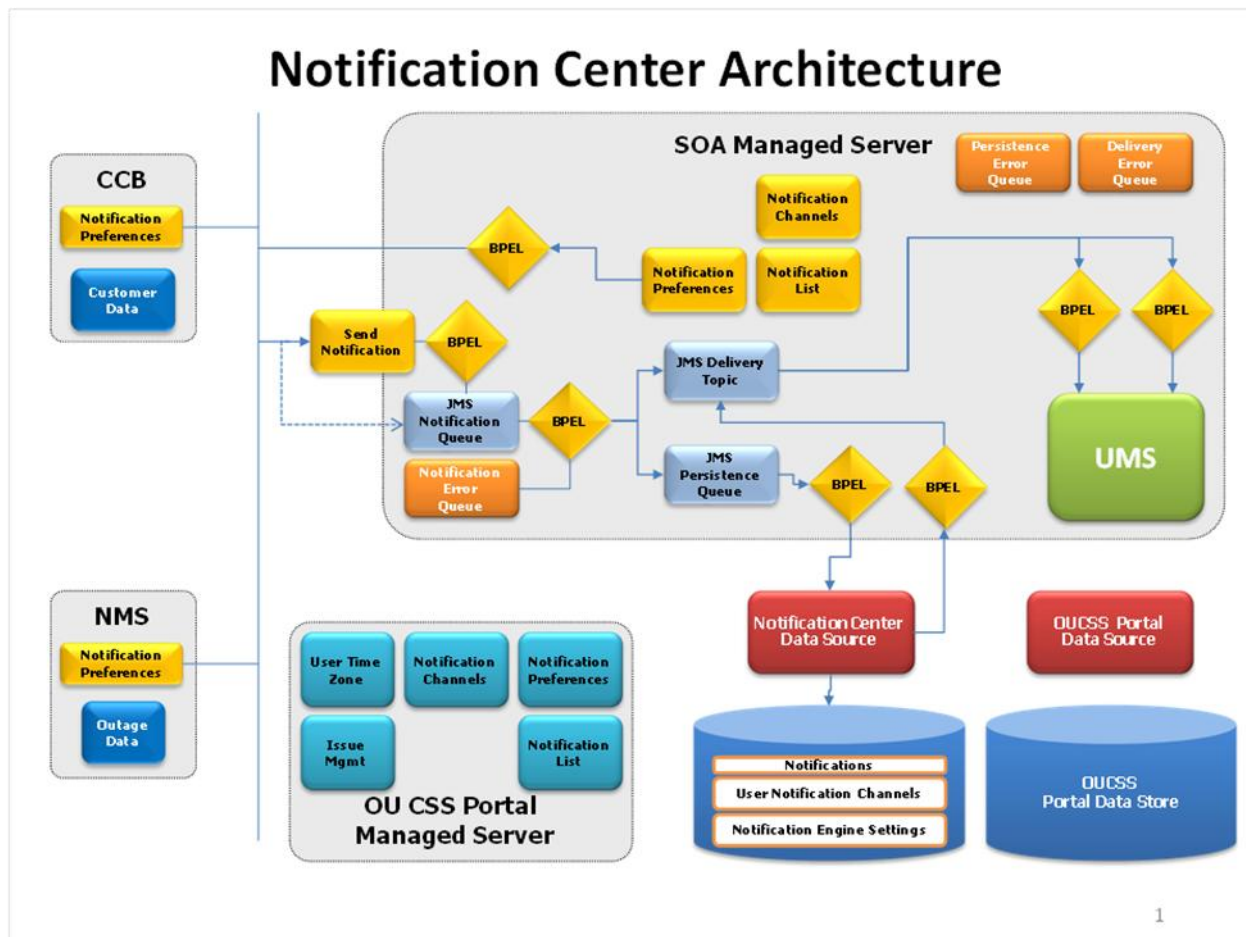 Notification Center Architecture
CCB
Notification
Preferences
Customer
Data
SOA Managed Server
Persistence
Error
Queue
Delivery
Error
Queue
Notification
Channels
BPEL
Notification
Preferences
Notification
List
BPEL
BPEL
Send
Notification
BPEL
JMS
Notification
Queue
Notification
Error
Queue
BPEL
JMS Delivery
Topic
JMS
Persistence
Queue
BPEL
BPEL
UMS
NMS
Notification
Preferences
Outage
Data
User Time
Zone
Notification
Channels
Notification
Preferences
Issue
Mgmt
Notification
List
OU CSS Portal
Managed Server
Notification Center
Data Source
OUCSS Portal
Data Source
Notifications
User Notification Channels
Notification Engine Settings
OUCSS
Portal Data Store
1